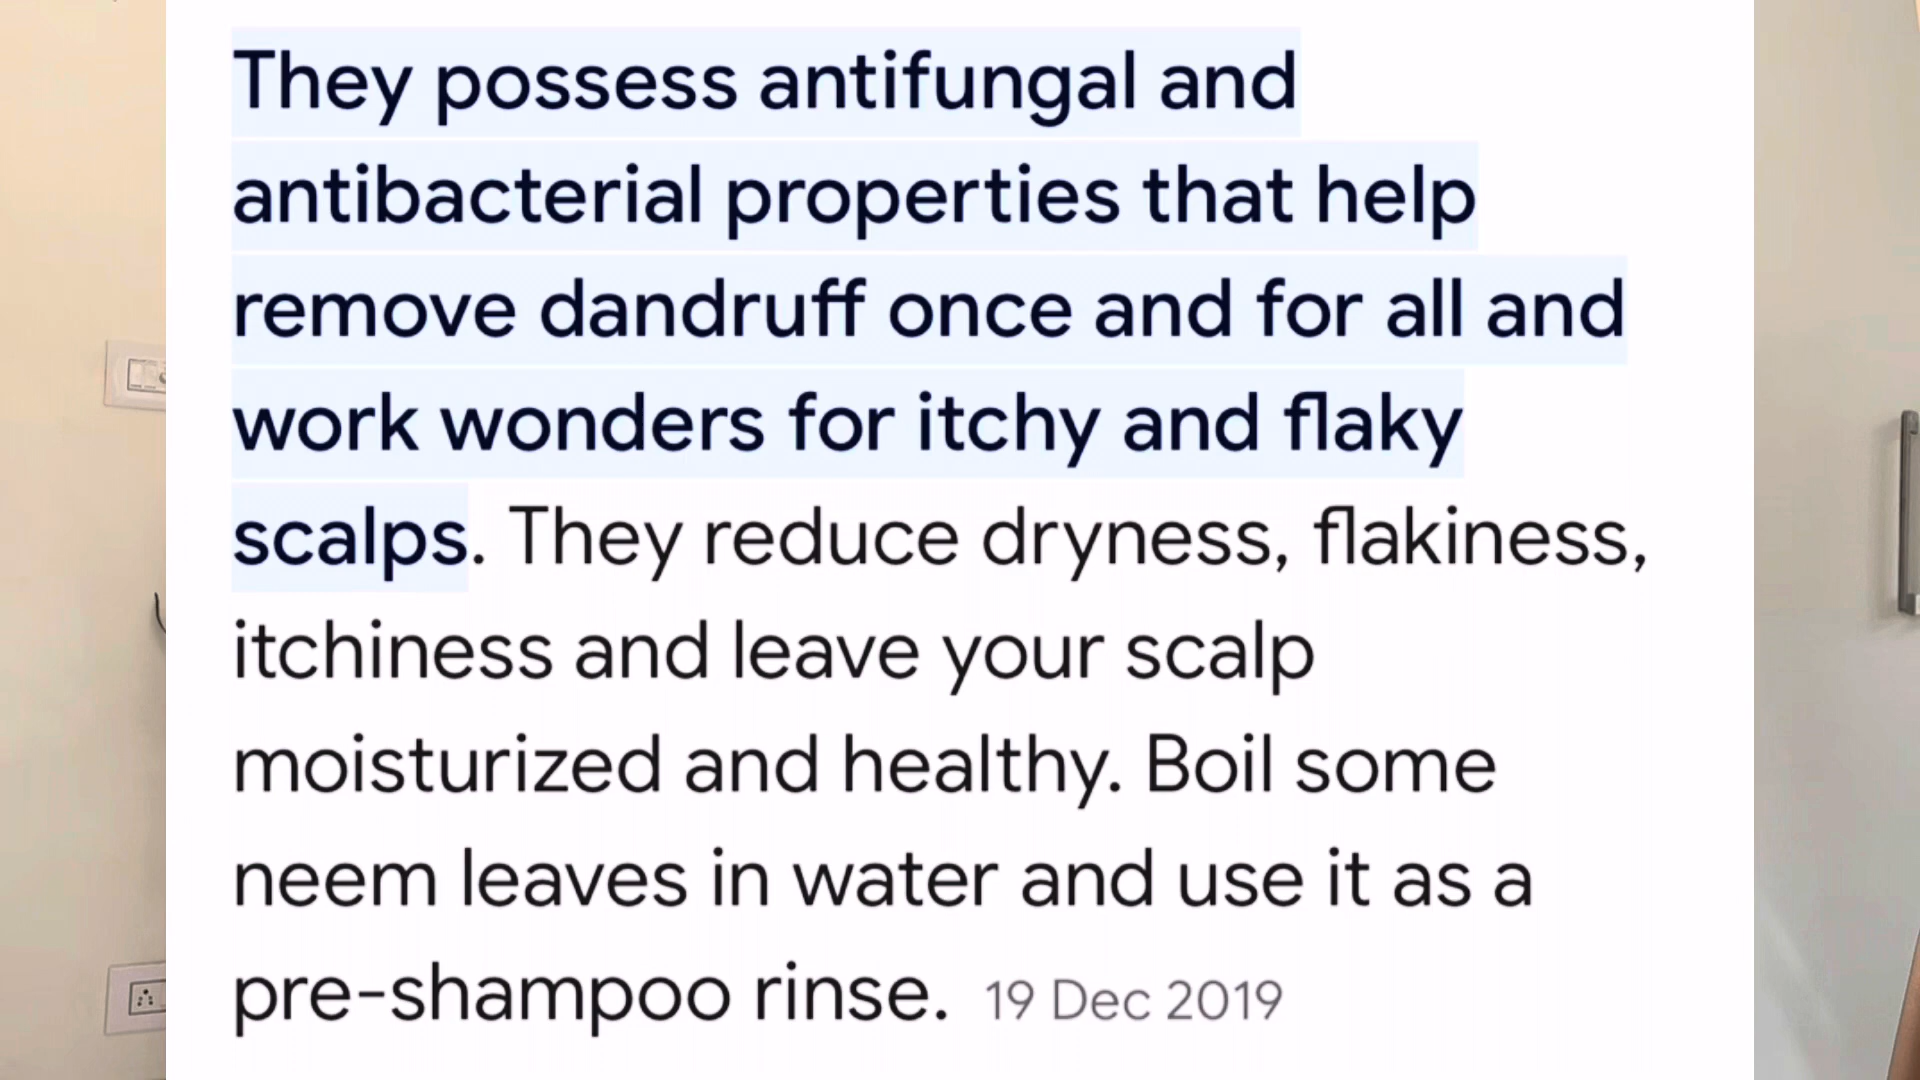 They possess antifungal and
antibacterial properties that help
remove dandruff once and for all and
work wonders for itchy and flaky
scalps. They reduce dryness, flakiness,
itchiness and leave your scalp
moisturized and healthy. Boil some
neem leaves in water and use it as a
pre-shampoo rinse. 19 Dec 2019